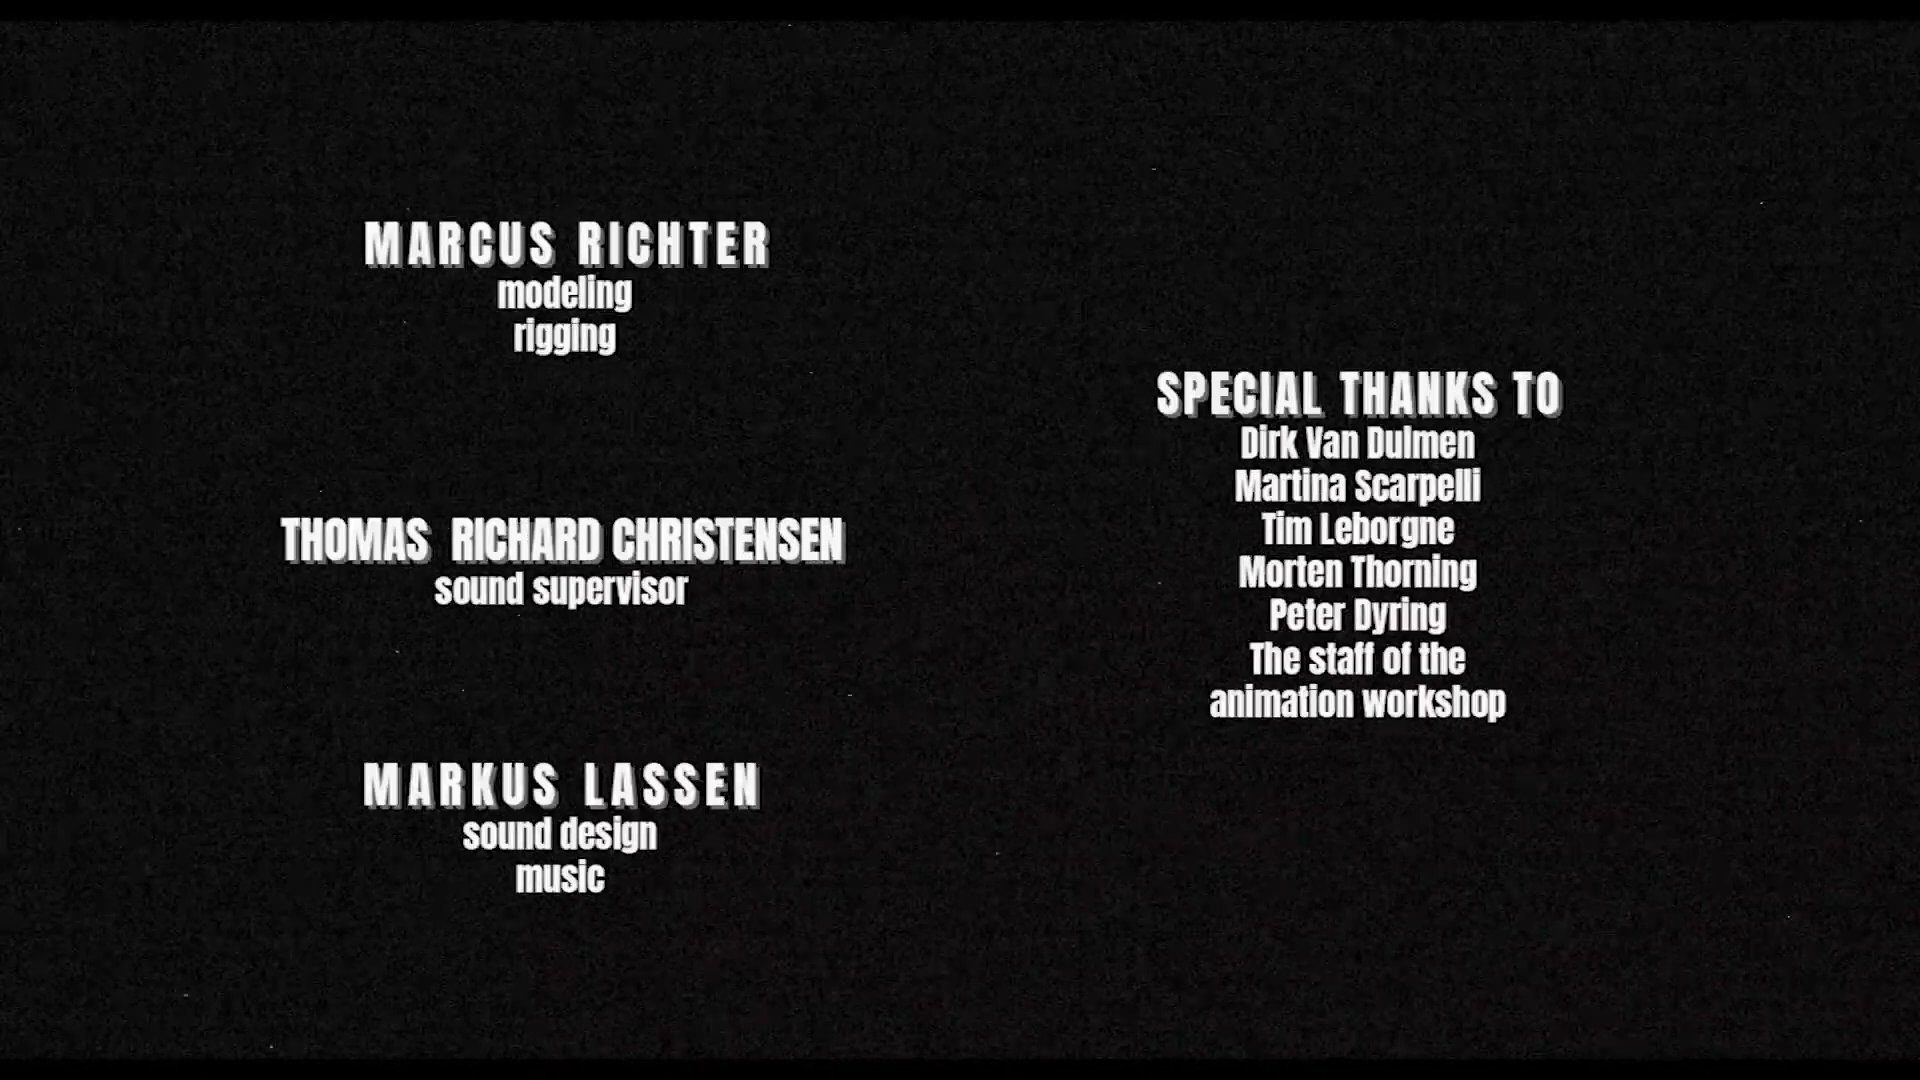 MARCUS RICHTER
modeling
rigging
THOMAS RICHARD CHRISTENSEN
sound supervisor
MARKUS LASSEN
sound design
music
SPECIAL THANKS TO
Dirk Van Dulmen
Martina Scarpelli
Tim Leborgne
Morten Thorning
Peter Dyring
The staff of the
animation workshop